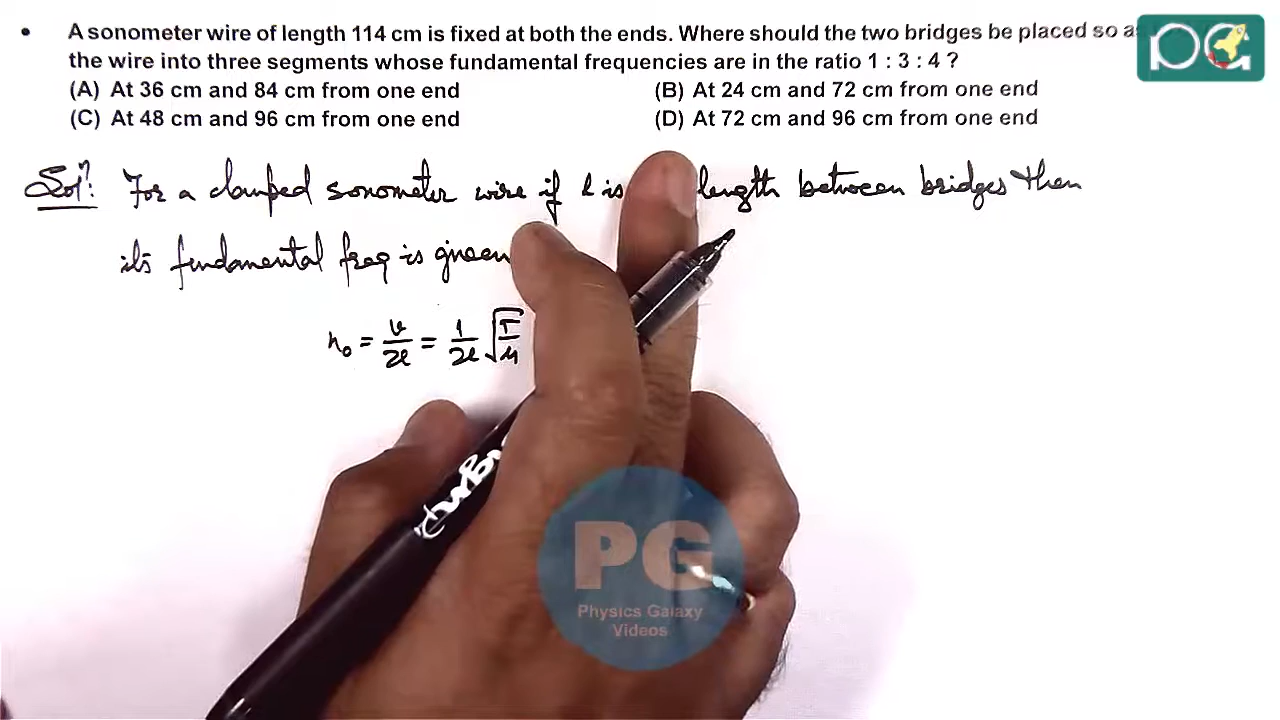 • A sonometer wire of length 114 cm is fixed at both the ends. Where should the two bridges be placed so as
the wire into three segments whose fundamental frequencies are in the ratio 1 : 3 : 4 ?
(A) At 36 cm and 84 cm from one end (B) At 24 cm and 72 cm from one end
(C) At 48 cm and 96 cm from one end (D) At 72 cm and 96 cm from one end
Solⁿ: For a clamped sonometer wire if l is length between bridges then
its fundamental freq is given
n₀ = v/2l = 1/2l √T/μ
PG
PG
Physics Galaxy
Videos